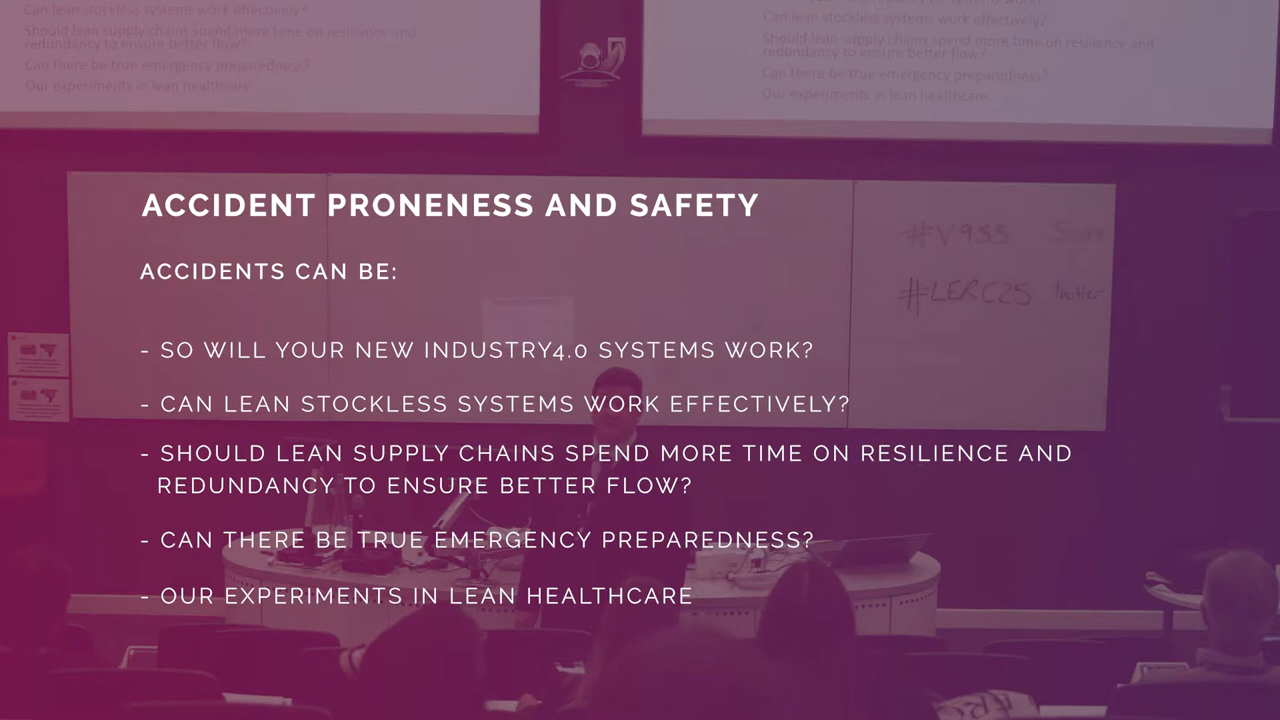 Can lean stockless systems work effectively?
Should lean supply chains spend more time on resilience and
redundancy to ensure better flow?
Can there be true emergency preparedness?
Our experiments in lean healthcare
Can lean stockless systems work effectively?
Should lean supply chains spend more time on resilience and
redundancy to ensure better flow?
Can there be true emergency preparedness?
Our experiments in lean healthcare
ACCIDENT PRONENESS AND SAFETY
#V9SS
ACCIDENTS CAN BE:
#LERC25 Twitter
- SO WILL YOUR NEW INDUSTRY4.0 SYSTEMS WORK?
- CAN LEAN STOCKLESS SYSTEMS WORK EFFECTIVELY?
- SHOULD LEAN SUPPLY CHAINS SPEND MORE TIME ON RESILIENCE AND
REDUNDANCY TO ENSURE BETTER FLOW?
- CAN THERE BE TRUE EMERGENCY PREPAREDNESS?
- OUR EXPERIMENTS IN LEAN HEALTHCARE